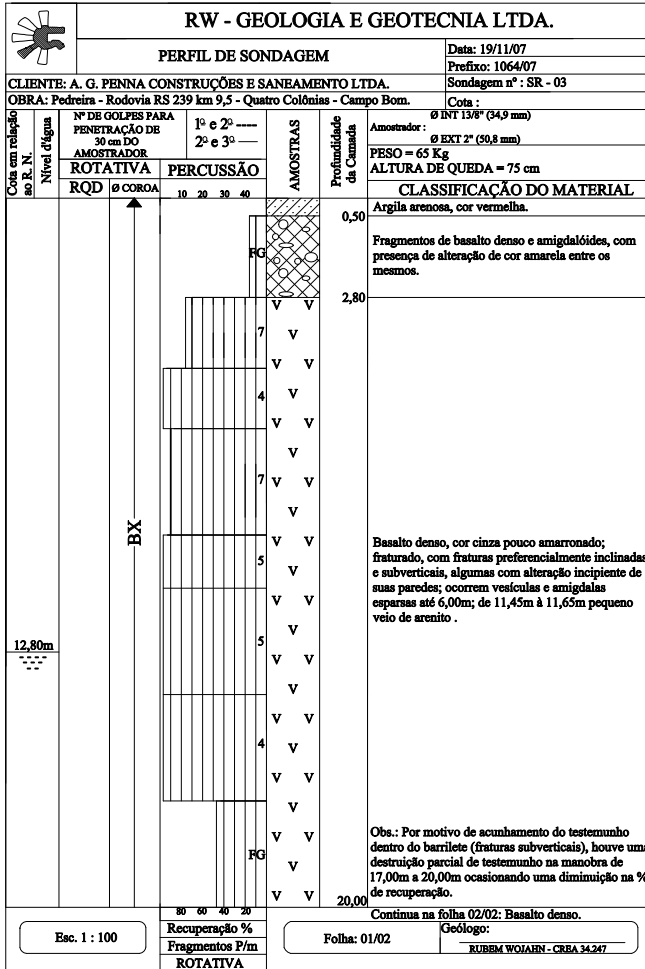 RW - GEOLOGIA E GEOTECNIA LTDA.
PERFIL DE SONDAGEM
Data: 19/11/07
Prefixo: 1064/07
CLIENTE: A. G. PENNA CONSTRUÇÕES E SANEAMENTO LTDA.
Sondagem nº : SR - 03
OBRA: Pedreira - Rodovia RS 239 km 9,5 - Quatro Colônias - Campo Bom.
Cota :
Cota em relação
ao R. N.
Nível d'água
Nº DE GOLPES PARA
PENETRAÇÃO DE
30 cm DO
AMOSTRADOR
1º e 2º ----
2º e 3º ––
ROTATIVA
PERCUSSÃO
RQD
Ø COROA
10 20 30 40
AMOSTRAS
Profundidade
da Camada
Ø INT 13/8" (34,9 mm)
Amostrador :
Ø EXT 2" (50,8 mm)
PESO = 65 Kg
ALTURA DE QUEDA = 75 cm
CLASSIFICAÇÃO DO MATERIAL
Argila arenosa, cor vermelha.
0,50
FG
Fragmentos de basalto denso e amigdalóides, com
presença de alteração de cor amarela entre os
mesmos.
2,80
V V
V
7
V V
V
4
V V
V
7
V V
V
BX
V V
5
V
V V
Basalto denso, cor cinza pouco amarronado;
fraturado, com fraturas preferencialmente inclinadas
e subverticais, algumas com alteração incipiente de
suas paredes; ocorrem vesículas e amigdalas
esparsas até 6,00m; de 11,45m à 11,65m pequeno
veio de arenito .
12,80m
5
V
V V
V
V V
4
V
V V
V
V V
FG
V
V V
Obs.: Por motivo de acunhamento do testemunho
dentro do barrilete (fraturas subverticais), houve uma
destruição parcial de testemunho na manobra de
17,00m a 20,00m ocasionando uma diminuição na %
de recuperação.
20,00
80 60 40 20
Continua na folha 02/02: Basalto denso.
Esc. 1 : 100
Recuperação %
Fragmentos P/m
ROTATIVA
Folha: 01/02
Geólogo:
RUBEM WOJAHN - CREA 34.247